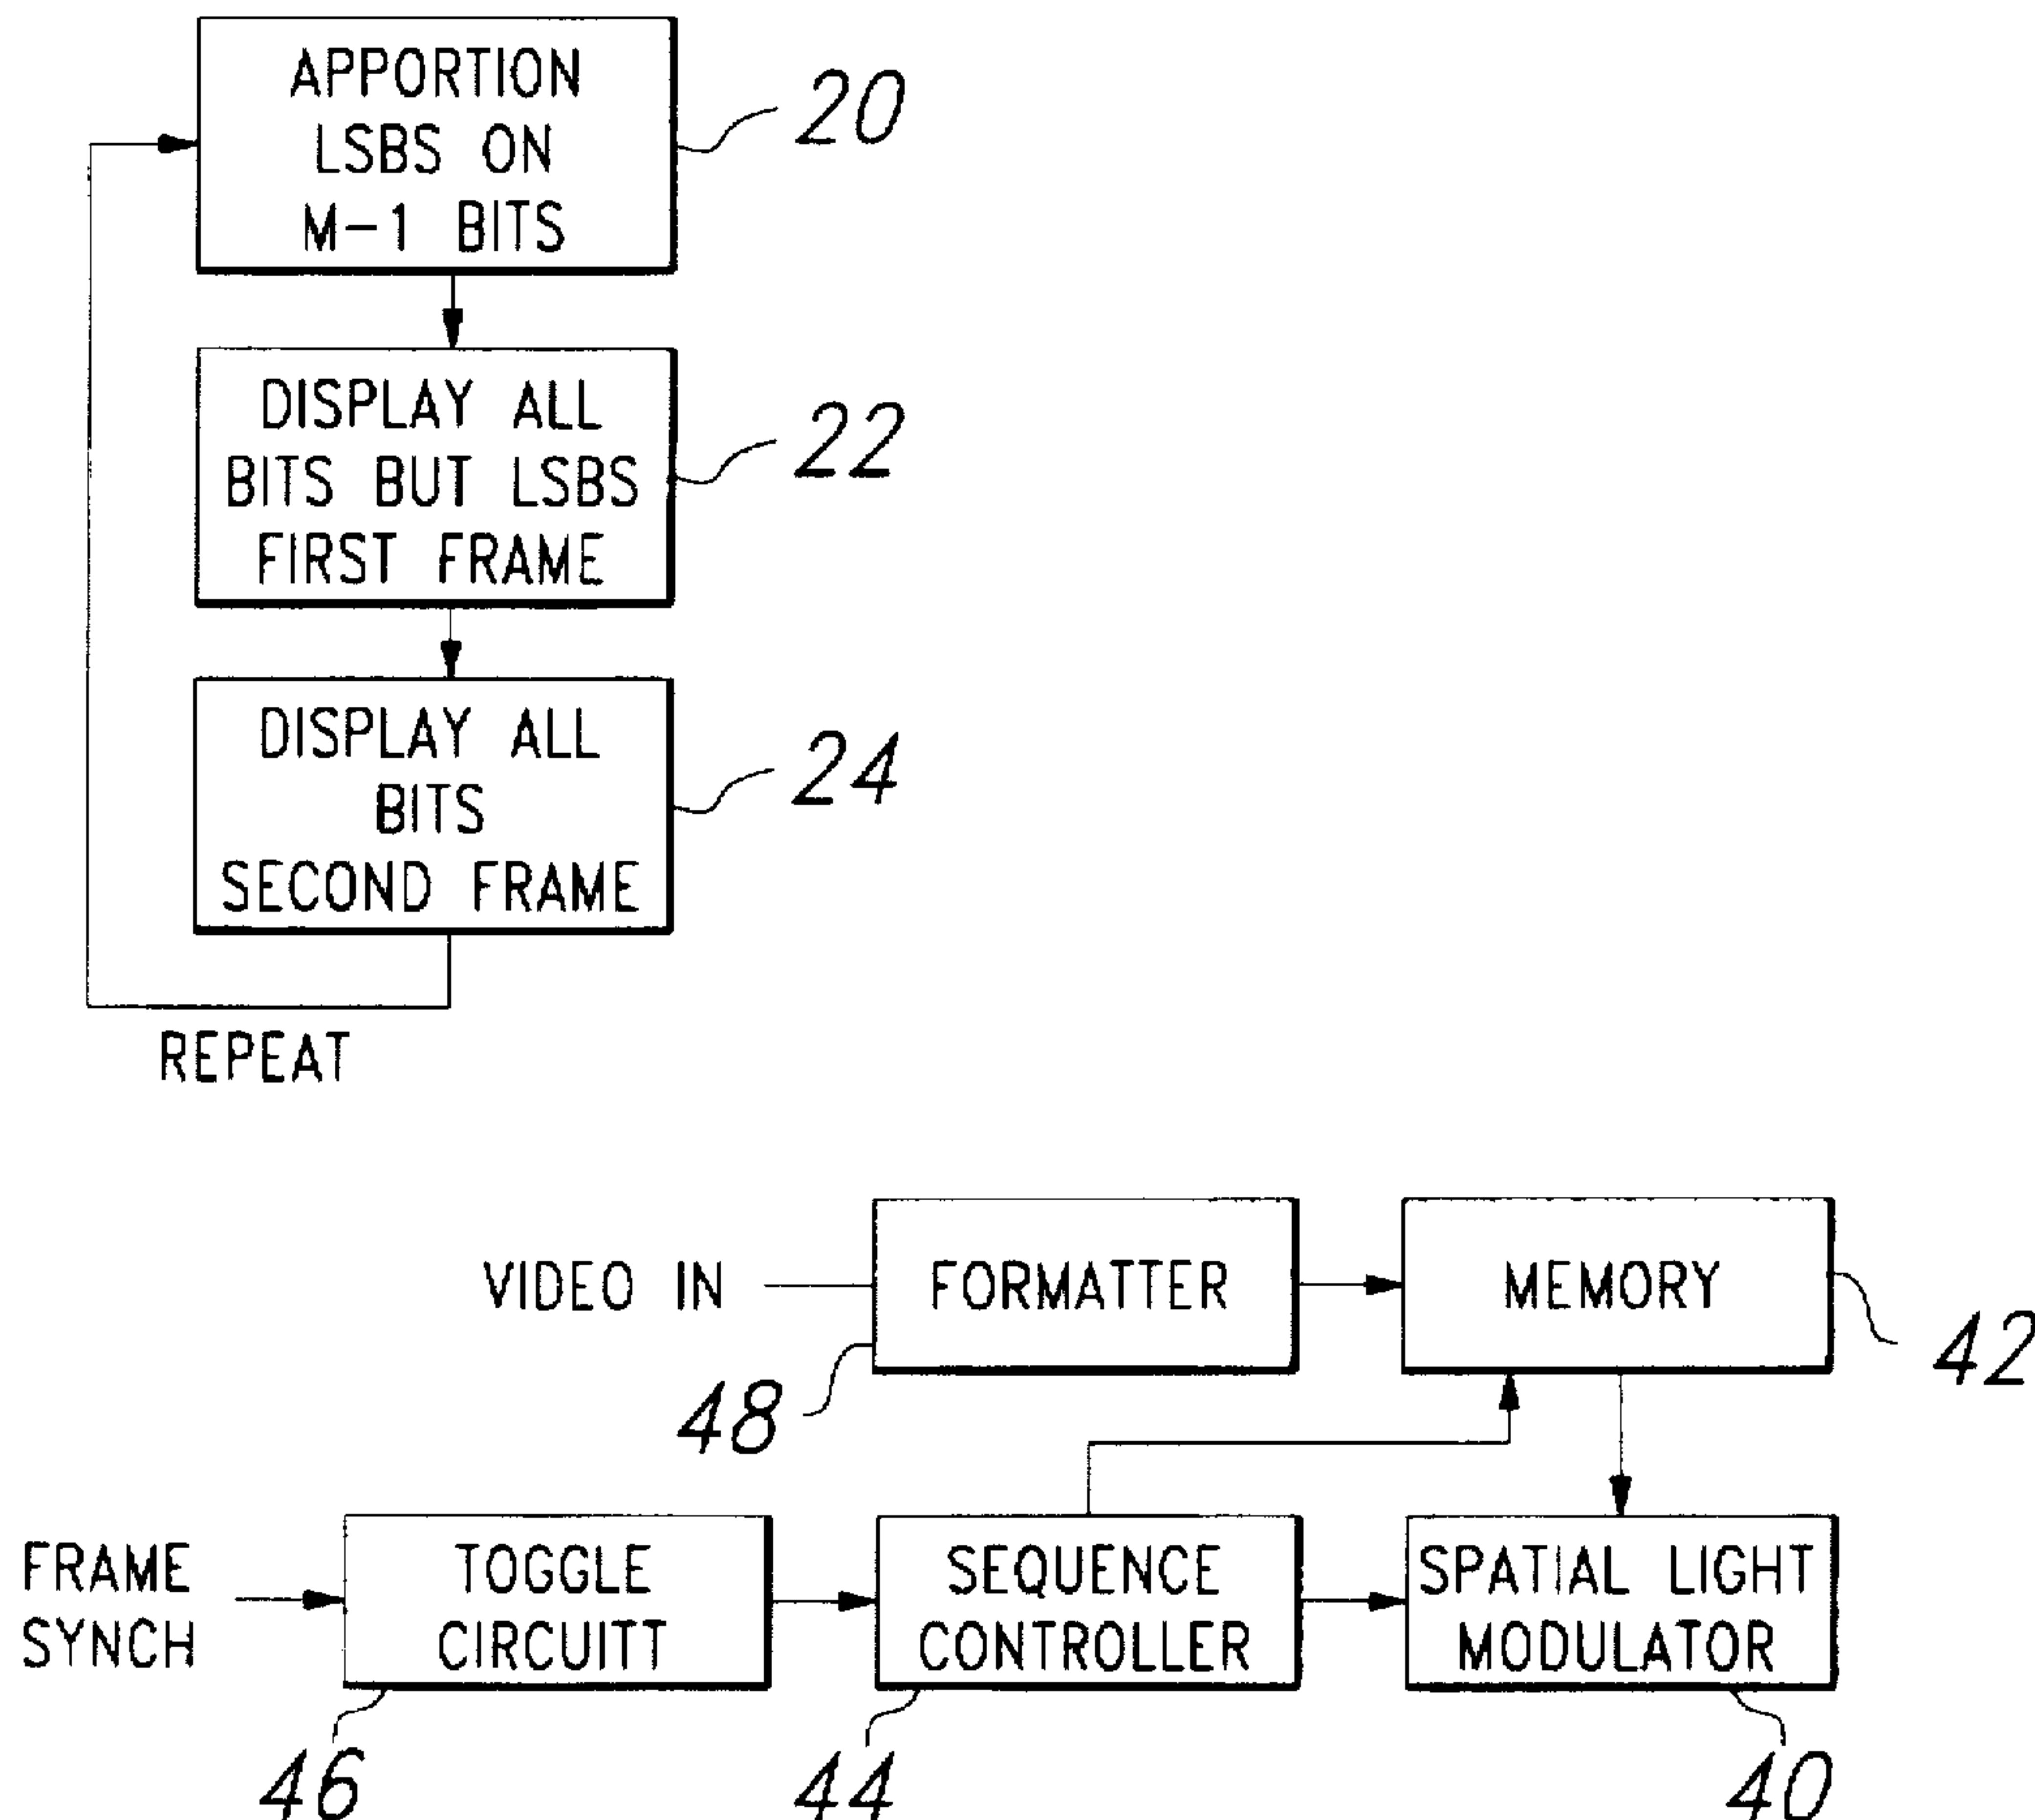 APPORTION
LSBS ON
M-1 BITS
20
DISPLAY ALL
BITS BUT LSBS
FIRST FRAME
22
DISPLAY ALL
BITS
SECOND FRAME
24
REPEAT
VIDEO IN
FORMATTER
48
MEMORY
42
FRAME
SYNCH
TOGGLE
CIRCUITT
46
SEQUENCE
CONTROLLER
44
SPATIAL LIGHT
MODULATOR
40